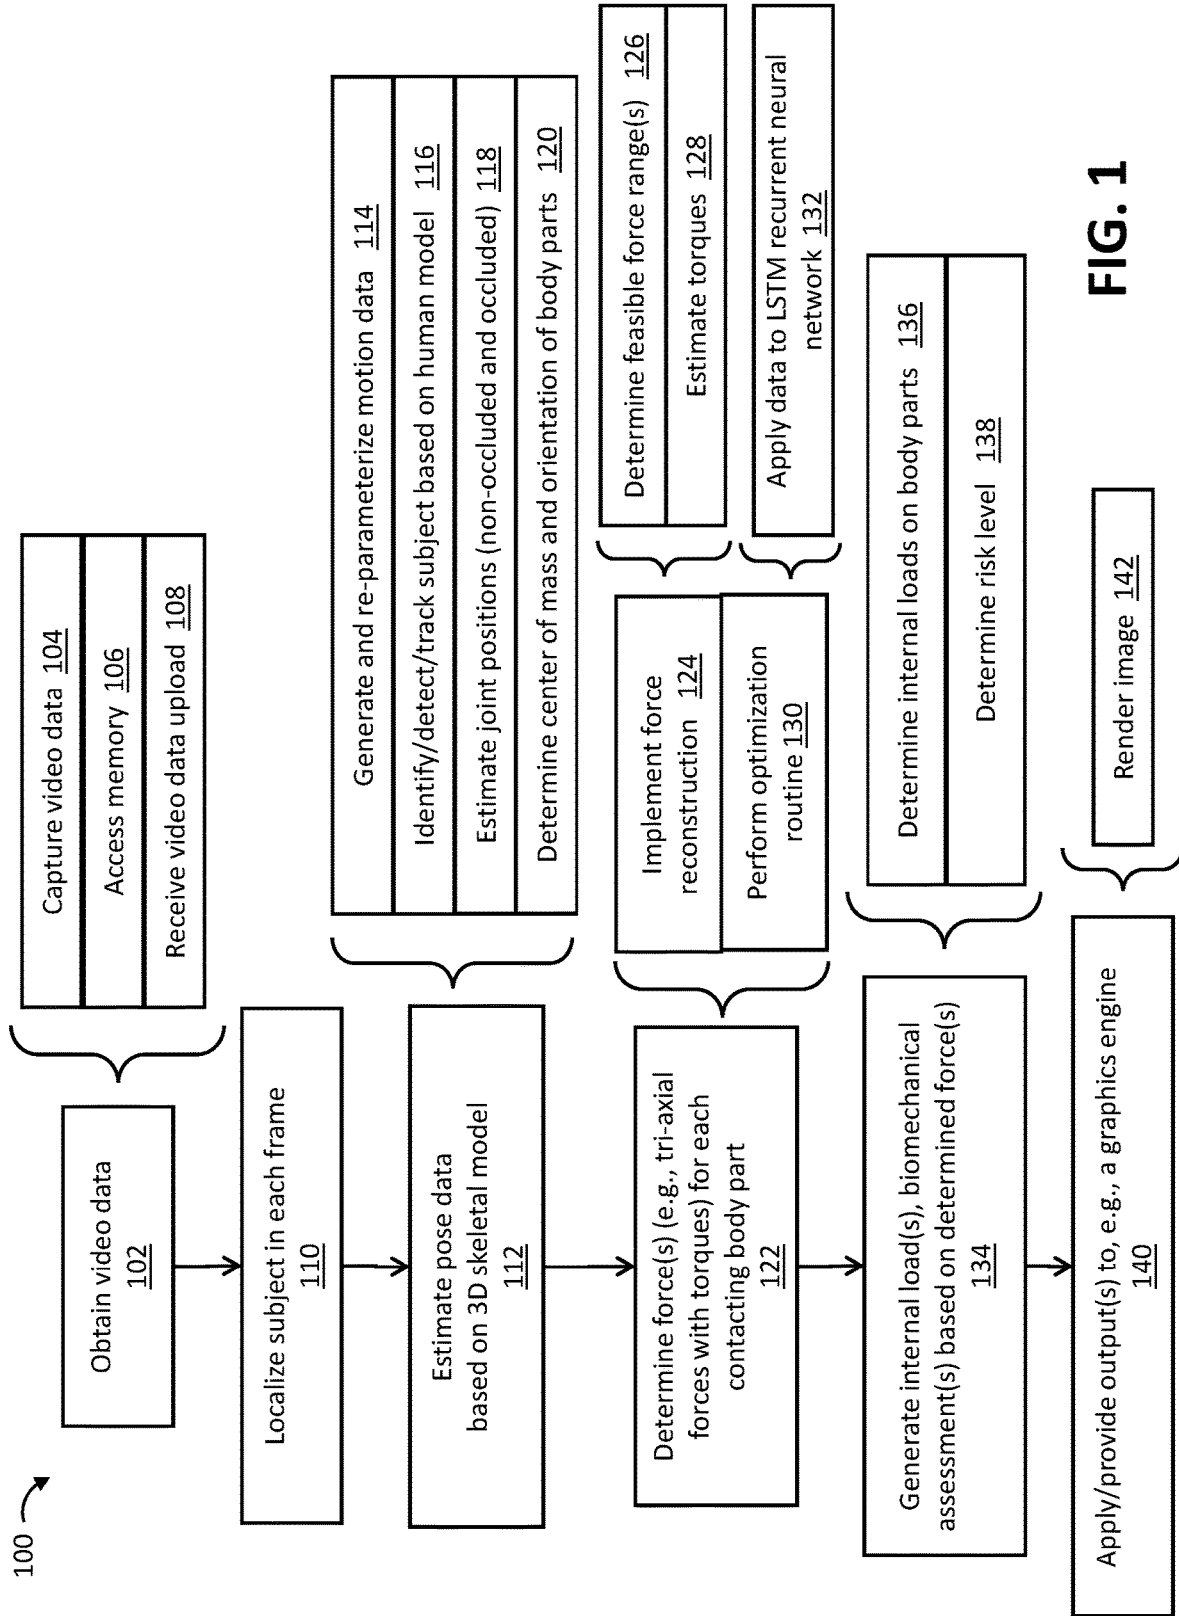 100
Obtain video data
102
Capture video data 104
Access memory 106
Receive video data upload 108
Localize subject in each frame
110
Estimate pose data
based on 3D skeletal model
112
Generate and re-parameterize motion data 114
Identify/detect/track subject based on human model 116
Estimate joint positions (non-occluded and occluded) 118
Determine center of mass and orientation of body parts 120
Determine force(s) (e.g., tri-axial
forces with torques) for each
contacting body part
122
Implement force
reconstruction 124
Perform optimization
routine 130
Determine feasible force range(s) 126
Estimate torques 128
Apply data to LSTM recurrent neural
network 132
Generate internal load(s), biomechanical
assessment(s) based on determined force(s)
134
Determine internal loads on body parts 136
Determine risk level 138
Apply/provide output(s) to, e.g., a graphics engine
140
Render image 142
FIG. 1